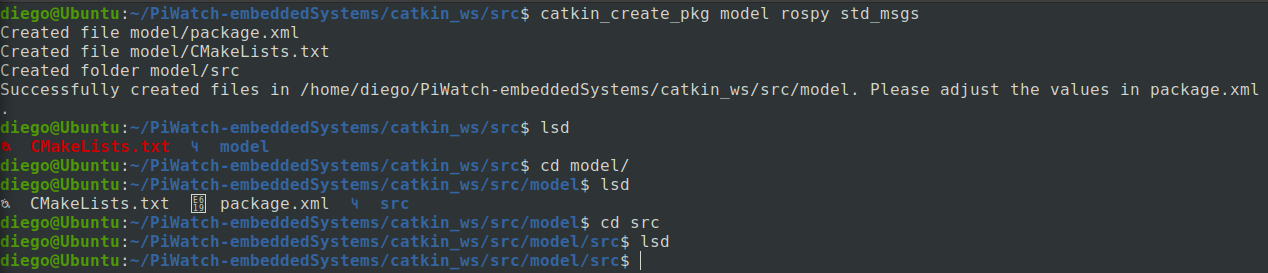 diego@Ubuntu:~/PiWatch-embeddedSystems/catkin_ws/src$ catkin_create_pkg model rospy std_msgs
Created file model/package.xml
Created file model/CMakeLists.txt
Created folder model/src
Successfully created files in /home/diego/PiWatch-embeddedSystems/catkin_ws/src/model. Please adjust the values in package.xml
.
diego@Ubuntu:~/PiWatch-embeddedSystems/catkin_ws/src$ lsd
CMakeLists.txt model
diego@Ubuntu:~/PiWatch-embeddedSystems/catkin_ws/src$ cd model/
diego@Ubuntu:~/PiWatch-embeddedSystems/catkin_ws/src/model$ lsd
CMakeLists.txt package.xml src
diego@Ubuntu:~/PiWatch-embeddedSystems/catkin_ws/src/model$ cd src
diego@Ubuntu:~/PiWatch-embeddedSystems/catkin_ws/src/model/src$ lsd
diego@Ubuntu:~/PiWatch-embeddedSystems/catkin_ws/src/model/src$